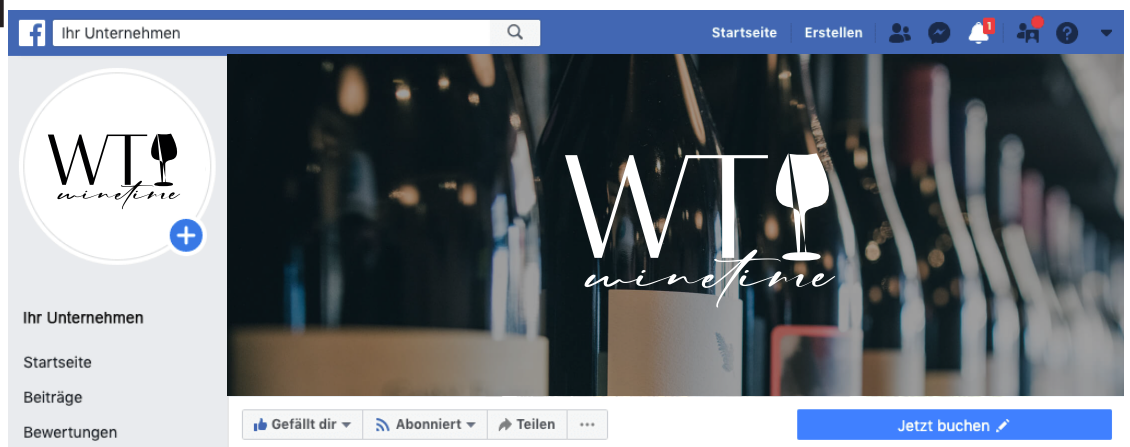 Ihr Unternehmen
Startseite
Erstellen
1
WT
winetime
WT
winetime
Ihr Unternehmen
Startseite
Beiträge
Bewertungen
Gefällt dir
Abonniert
Teilen
Jetzt buchen